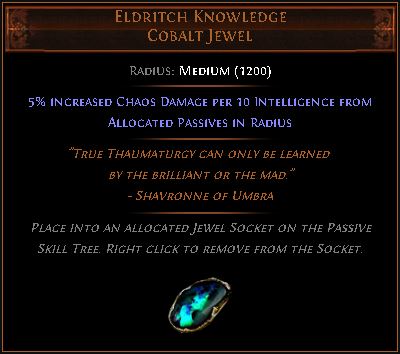 Eldritch Knowledge
Cobalt Jewel
Radius: Medium (1200)
5% increased Chaos Damage per 10 Intelligence from
Allocated Passives in Radius
"True Thaumaturgy can only be learned
by the brilliant or the mad."
- Shavronne of Umbra
Place into an allocated Jewel Socket on the Passive
Skill Tree. Right click to remove from the Socket.